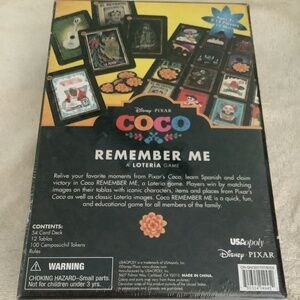 Disney PIXAR
COCO
REMEMBER ME
A LOTERÍA GAME
Relive your favorite moments from Pixar's Coco, learn Spanish and claim
victory in Coco REMEMBER ME, a Loteria game. Players win by matching
images on their tablas with iconic characters, items and places from Pixar's
Coco as well as classic Loteria images. Coco REMEMBER ME is a quick, fun,
and educational game for all members of the family.
CONTENTS:
54 Card Deck
12 Tablas
100 Cempasúchil Tokens
Rules
USAOPOLY
Disney · PIXAR
WARNING
CHOKING HAZARD–Small parts.
Not for children under 3 yrs.
MADE IN CHINA.